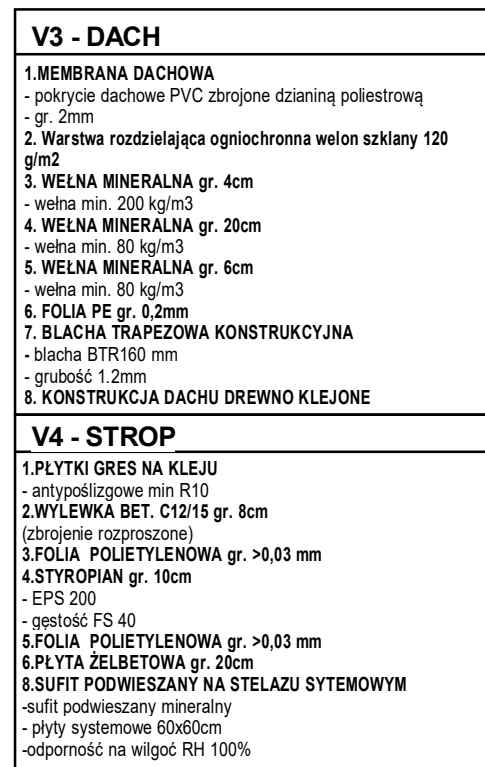 V3 - DACH
1.MEMBRANA DACHOWA
- pokrycie dachowe PVC zbrojone dzianiną poliestrową
- gr. 2mm
2. Warstwa rozdzielająca ogniochronna welon szklany 120
g/m2
3. WEŁNA MINERALNA gr. 4cm
- wełna min. 200 kg/m3
4. WEŁNA MINERALNA gr. 20cm
- wełna min. 80 kg/m3
5. WEŁNA MINERALNA gr. 6cm
- wełna min. 80 kg/m3
6. FOLIA PE gr. 0,2mm
7. BLACHA TRAPEZOWA KONSTRUKCYJNA
- blacha BTR160 mm
- grubość 1.2mm
8. KONSTRUKCJA DACHU DREWNO KLEJONE
V4 - STROP
1.PŁYTKI GRES NA KLEJU
- antypoślizgowe min R10
2.WYLEWKA BET. C12/15 gr. 8cm
(zbrojenie rozproszone)
3.FOLIA POLIETYLENOWA gr. >0,03 mm
4.STYROPIAN gr. 10cm
- EPS 200
- gęstość FS 40
5.FOLIA POLIETYLENOWA gr. >0,03 mm
6.PŁYTA ŻELBETOWA gr. 20cm
8.SUFIT PODWIESZANY NA STELAZU SYTEMOWYM
-sufit podwieszany mineralny
- płyty systemowe 60x60cm
-odporność na wilgoć RH 100%